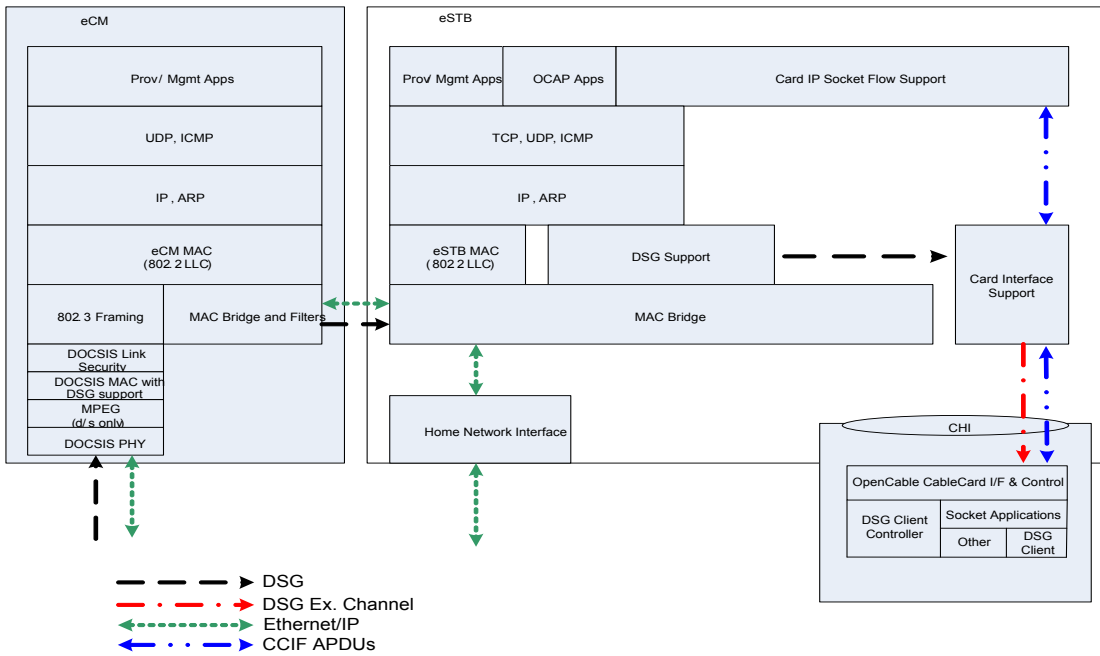 eCM
Prov/ Mgmt Apps
UDP, ICMP
IP , ARP
eCM MAC
(802.2 LLC)
802.3 Framing
MAC Bridge and Filters
DOCSIS Link
Security
DOCSIS MAC with
DSG support
MPEG
(d/s only)
DOCSIS PHY
eSTB
Prov/ Mgmt Apps
OCAP Apps
Card IP Socket Flow Support
TCP, UDP, ICMP
IP , ARP
eSTB MAC
(802.2 LLC)
DSG Support
Card Interface
Support
MAC Bridge
Home Network Interface
CHI
OpenCable CableCard I/F & Control
DSG Client
Controller
Socket Applications
Other
DSG
Client
DSG
DSG Ex. Channel
Ethernet/IP
CCIF APDUs